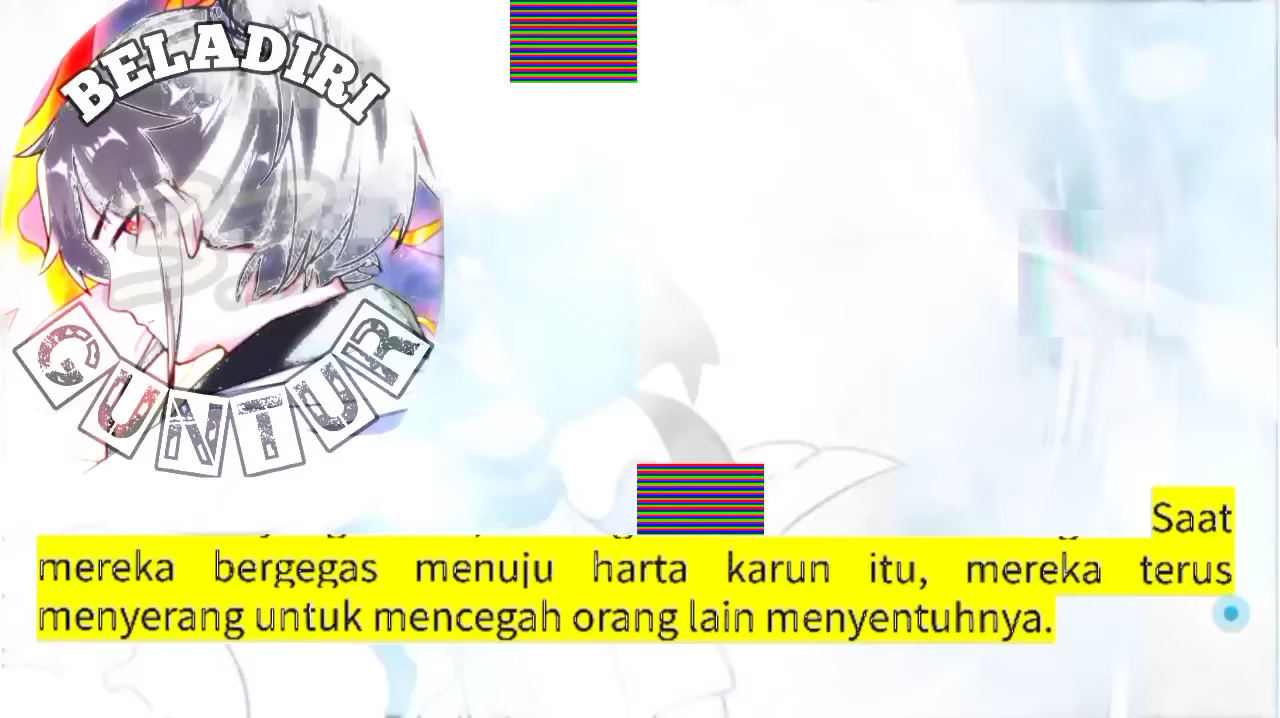 BELADIRI
GUNTUR
Saat
mereka bergegas menuju harta karun itu, mereka terus
menyerang untuk mencegah orang lain menyentuhnya.